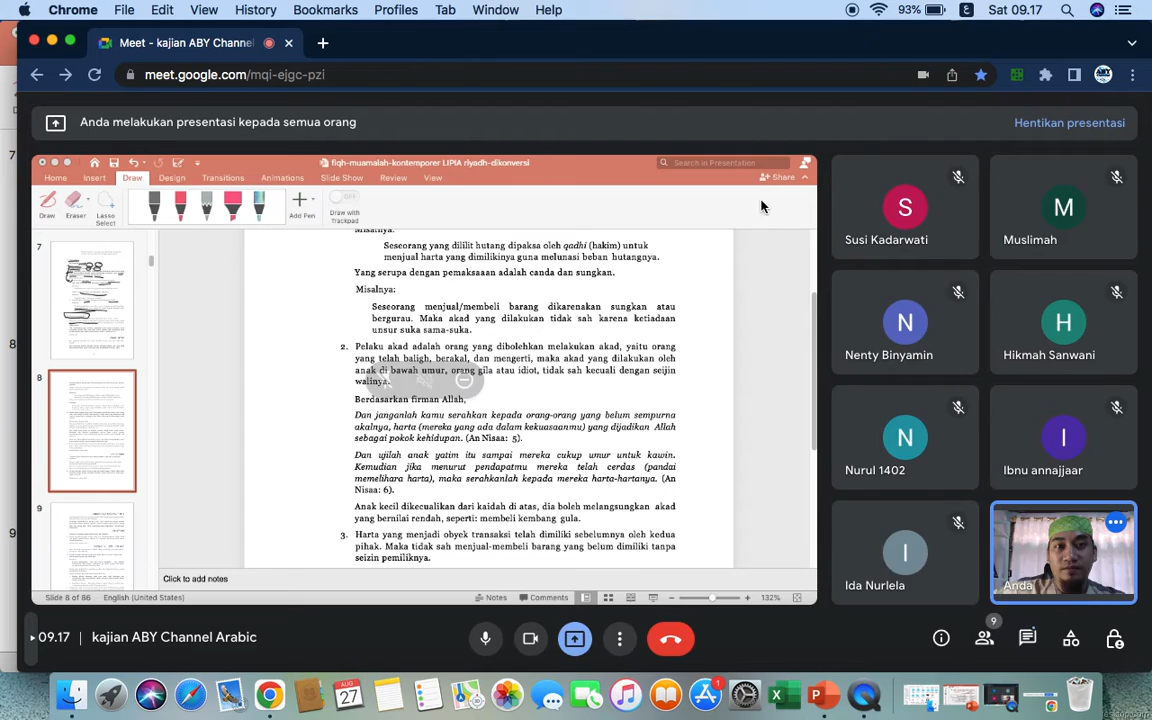 Chrome File Edit View History Bookmarks Profiles Tab Window Help 93% ع Sat 09.17
Meet - kajian ABY Channel
meet.google.com/mqi-ejgc-pzi
Anda melakukan presentasi kepada semua orang
Hentikan presentasi
fiqh-muamalah-kontemporer LIPIA riyadh-dikonversi
Search in Presentation
Home Insert Draw Design Transitions Animations Slide Show Review View
Share
Draw Eraser Lasso Select Add Pen OFF Draw with Trackpad
7
8
9
Misalnya:
Seseorang yang dililit hutang dipaksa oleh qadhi (hakim) untuk
menjual harta yang dimilikinya guna melunasi beban hutangnya.
Yang serupa dengan pemaksaaan adalah canda dan sungkan.
Misalnya:
Seseorang menjual/membeli barang dikarenakan sungkan atau
bergurau. Maka akad yang dilakukan tidak sah karena ketiadaan
unsur suka sama-suka.
2. Pelaku akad adalah orang yang dibolehkan melakukan akad, yaitu orang
yang telah baligh, berakal, dan mengerti, maka akad yang dilakukan oleh
anak di bawah umur, orang gila atau idiot, tidak sah kecuali dengan seijin
walinya.
Berdasarkan firman Allah,
Dan janganlah kamu serahkan kepada orang-orang yang belum sempurna
akalnya, harta (mereka yang ada dalam kekuasaanmu) yang dijadikan Allah
sebagai pokok kehidupan. (An Nisaa: 5).
Dan ujilah anak yatim itu sampai mereka cukup umur untuk kawin.
Kemudian jika menurut pendapatmu mereka telah cerdas (pandai
memelihara harta), maka serahkanlah kepada mereka harta-hartanya. (An
Nisaa: 6).
Anak kecil dikecualikan dari kaidah di atas, dia boleh melangsungkan akad
yang bernilai rendah, seperti: membeli kembang gula.
3. Harta yang menjadi obyek transaksi telah dimiliki sebelumnya oleh kedua
pihak. Maka tidak sah menjual-membeli barang yang belum dimiliki tanpa
seizin pemiliknya.
Click to add notes
Slide 8 of 86 English (United States) Notes Comments 132%
S
Susi Kadarwati
M
Muslimah
N
Nenty Binyamin
H
Hikmah Sanwani
N
Nurul 1402
I
Ibnu annajjaar
I
Ida Nurlela
Anda
09.17 kajian ABY Channel Arabic
9
AUG
27
1